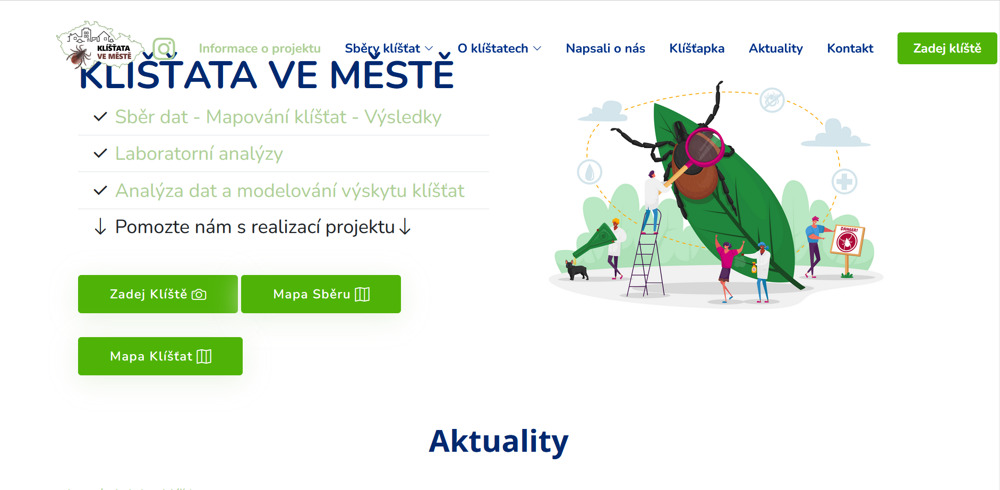 KLÍŠŤATA
VE MĚSTĚ
Informace o projektu
Sběry klíšťat
O klíštatech
Napsali o nás
Klíšťapka
Aktuality
Kontakt
Zadej klíště
KLÍŠŤATA VE MĚSTĚ
Sběr dat - Mapování klíšťat - Výsledky
Laboratorní analýzy
Analýza dat a modelování výskytu klíšťat
Pomozte nám s realizací projektu
DANGER!
Zadej Klíště
Mapa Sběru
Mapa Klíšťat
Aktuality